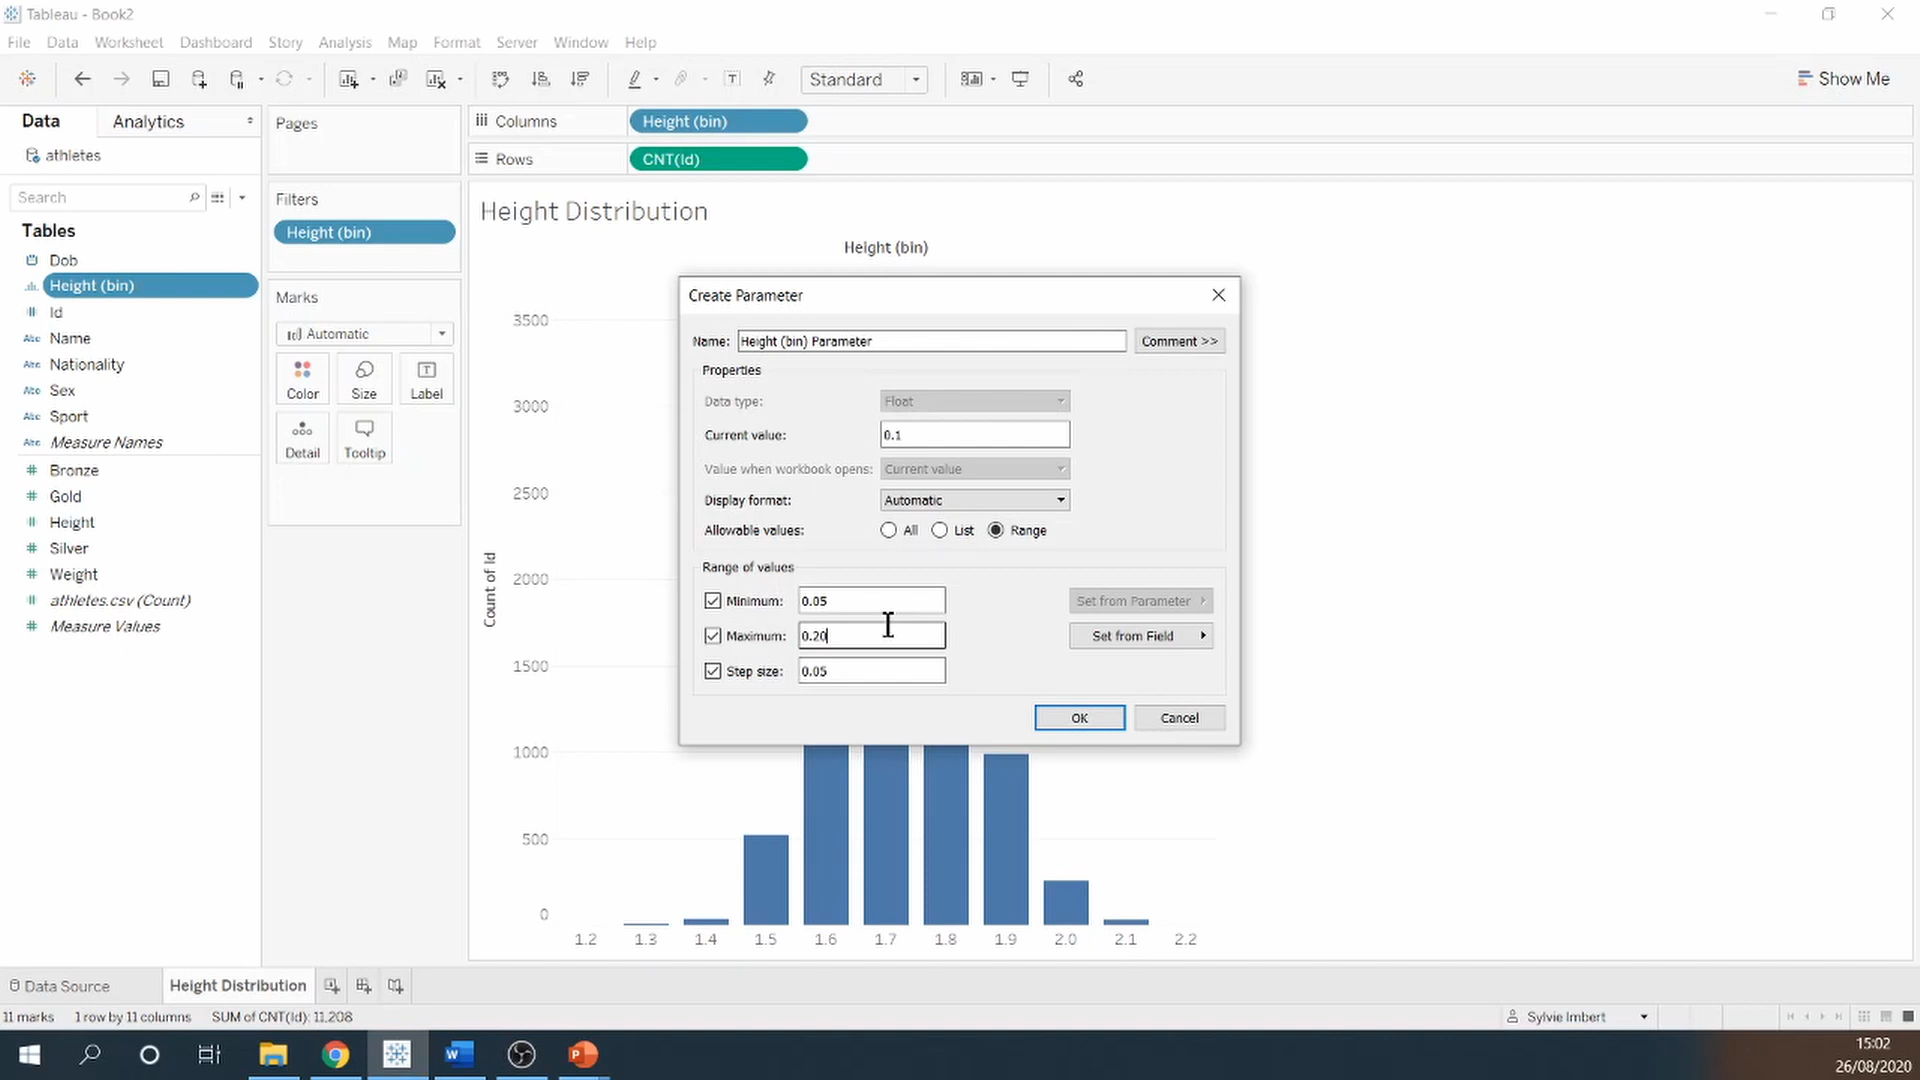 Tableau - Book2
File Data Worksheet Dashboard Story Analysis Map Format Server Window Help
Standard
Show Me
Data Analytics
athletes
Search
Tables
Dob
Height (bin)
Id
Abc Name
Abc Nationality
Abc Sex
Abc Sport
Abc Measure Names
# Bronze
# Gold
Height
# Silver
# Weight
athletes.csv (Count)
# Measure Values
Pages
Filters
Height (bin)
Marks
Automatic
Color Size Label
Detail Tooltip
Columns Height (bin)
Rows CNT(Id)
Height Distribution
Height (bin)
Count of Id
3500
3000
2500
2000
1500
1000
500
0
1.2 1.3 1.4 1.5 1.6 1.7 1.8 1.9 2.0 2.1 2.2
Create Parameter
Name: Height (bin) Parameter Comment >>
Properties
Data type: Float
Current value: 0.1
Value when workbook opens: Current value
Display format: Automatic
Allowable values: All List Range
Range of values
Minimum: 0.05 Set from Parameter
Maximum: 0.20 Set from Field
Step size: 0.05
OK Cancel
Data Source Height Distribution
11 marks 1 row by 11 columns SUM of CNT(Id): 11,208
Sylvie Imbert
15:02
26/08/2020